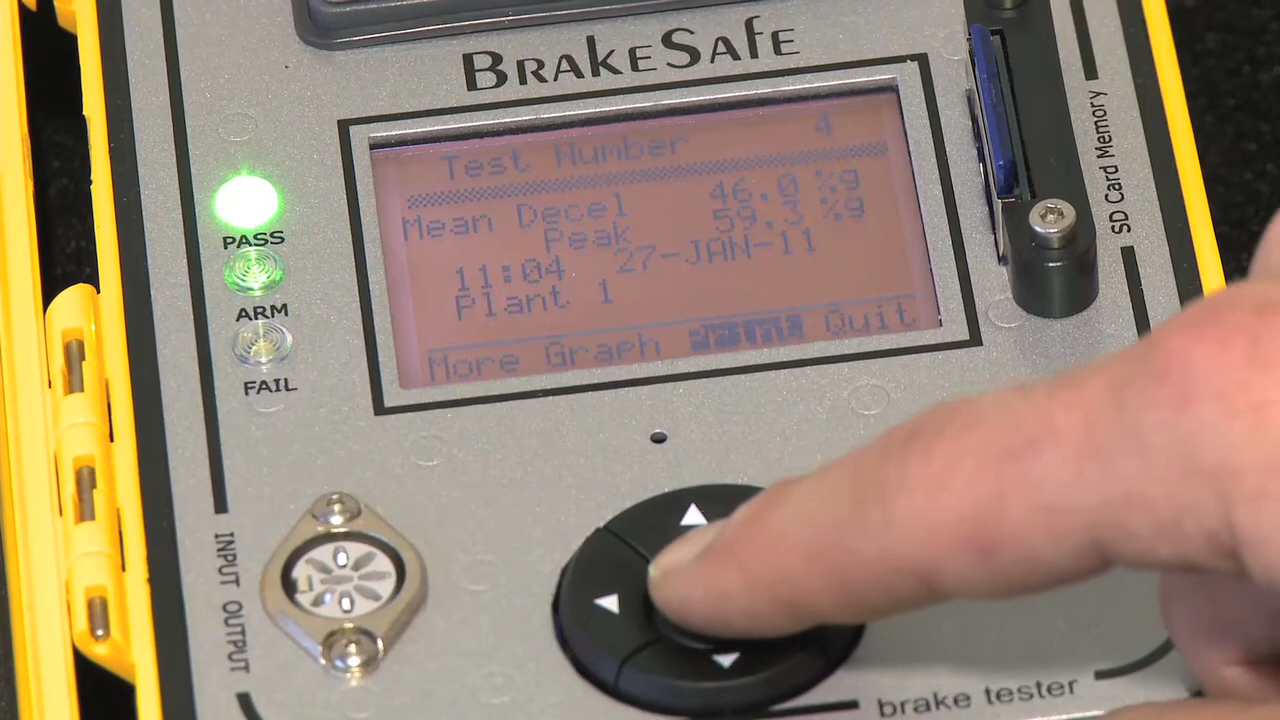 BRAKESAFE
Test Number 4
Mean Decel 46.0 %g
Peak 59.3 %g
11:04 27-JAN-11
Plant 1
More Graph Print Quit
PASS
ARM
FAIL
SD Card Memory
INPUT OUTPUT
brake tester